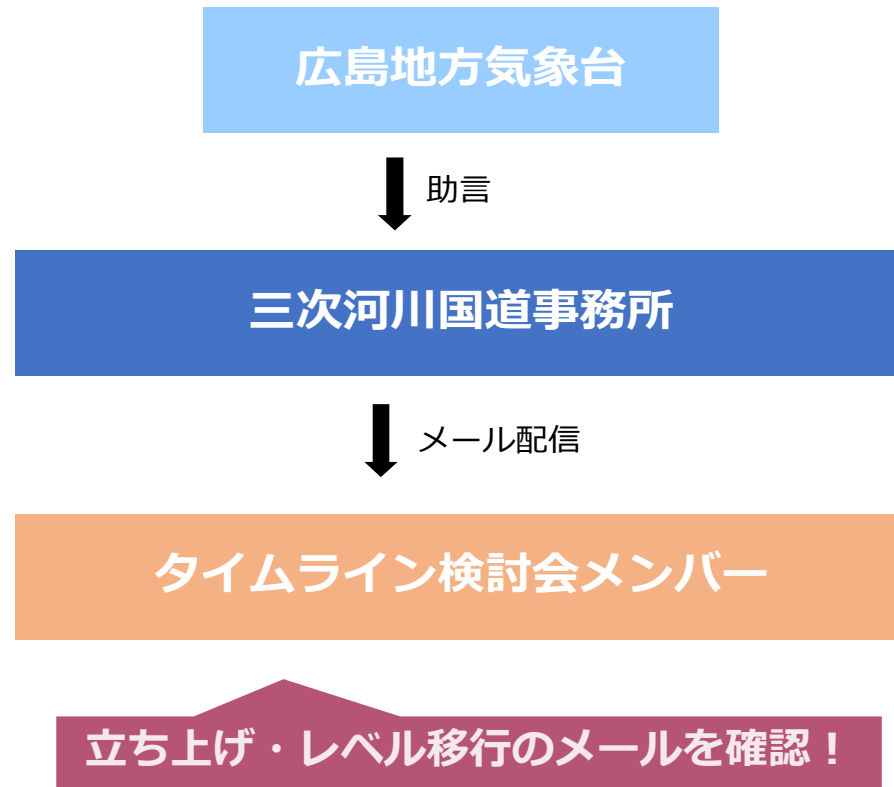 広島地方気象台
助言
三次河川国道事務所
メール配信
タイムライン検討会メンバー
立ち上げ・レベル移行のメールを確認！